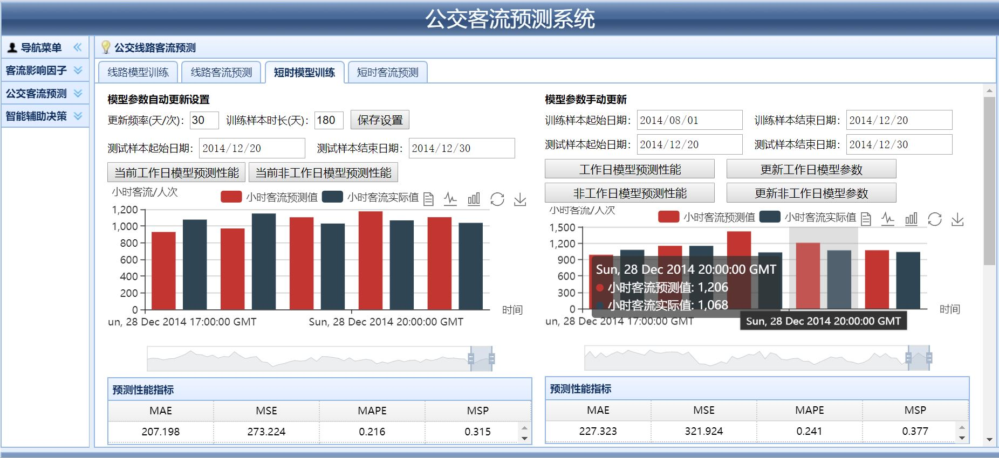 公交客流预测系统
导航菜单
客流影响因子
公交客流预测
智能辅助决策
公交线路客流预测
线路模型训练 线路客流预测 短时模型训练 短时客流预测
模型参数自动更新设置
更新频率(天/次)： 30 训练样本时长(天)： 180 保存设置
测试样本起始日期： 2014/12/20 测试样本结束日期： 2014/12/30
当前工作日模型预测性能 当前非工作日模型预测性能
小时客流/人次
小时客流预测值 小时客流实际值
1,200
1,000
800
600
400
200
0
时间
un, 28 Dec 2014 17:00:00 GMT Sun, 28 Dec 2014 20:00:00 GMT
预测性能指标
MAE MSE MAPE MSP
207.198 273.224 0.216 0.315
模型参数手动更新
训练样本起始日期： 2014/08/01 训练样本结束日期： 2014/12/20
测试样本起始日期： 2014/12/20 测试样本结束日期： 2014/12/30
工作日模型预测性能 更新工作日模型参数
非工作日模型预测性能 更新非工作日模型参数
小时客流/人次
小时客流预测值 小时客流实际值
1,500
1,200
900
600
300
0
Sun, 28 Dec 2014 20:00:00 GMT
小时客流预测值: 1,206
小时客流实际值: 1,068
时间
un, 28 Dec 2014 17:00:00 GMT Sun, 28 Dec 2014 20:00:00 GMT
预测性能指标
MAE MSE MAPE MSP
227.323 321.924 0.241 0.377